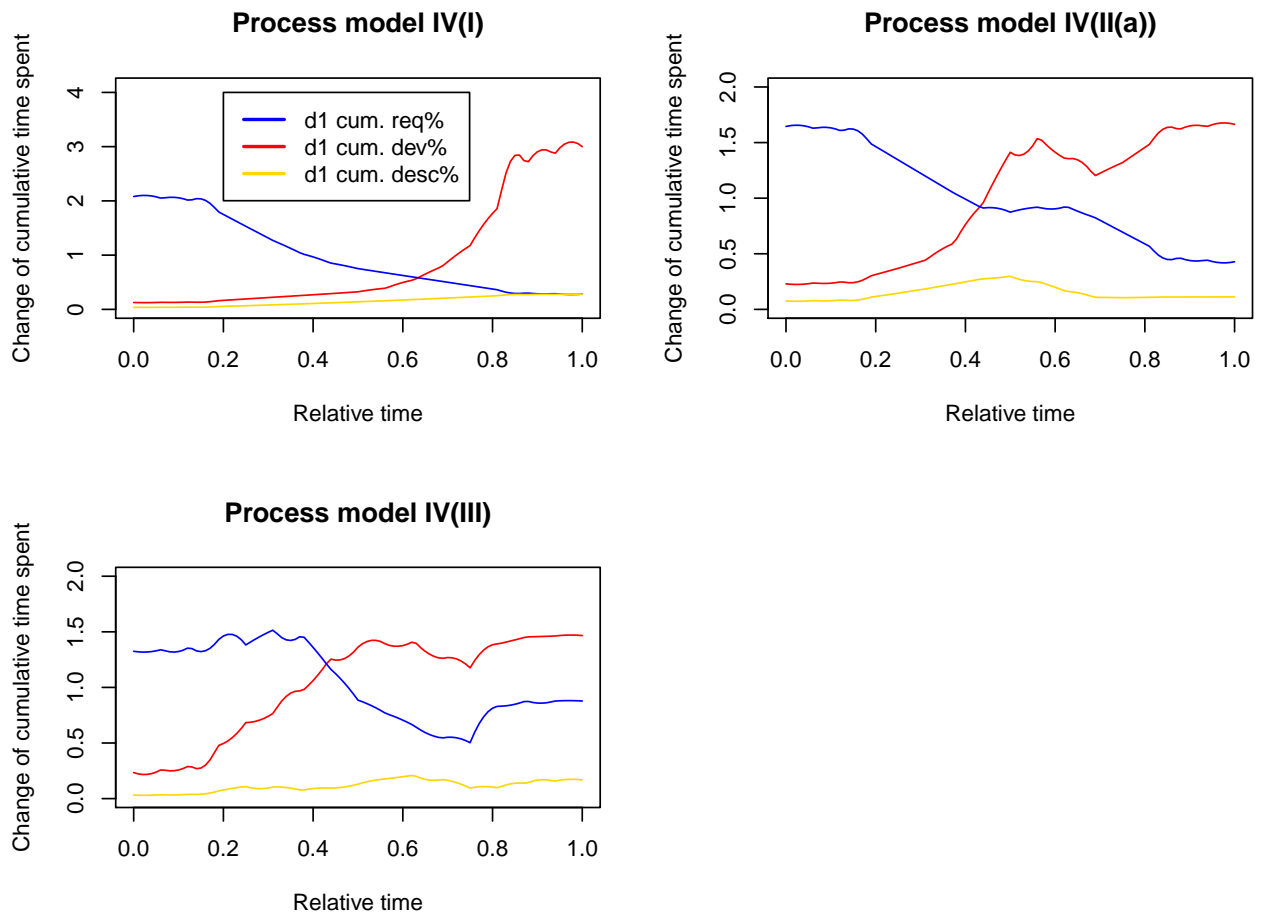 Process model IV(I)
Change of cumulative time spent
4
3
2
1
0
d1 cum. req%
d1 cum. dev%
d1 cum. desc%
0.0 0.2 0.4 0.6 0.8 1.0
Relative time
Process model IV(II(a))
Change of cumulative time spent
2.0
1.5
1.0
0.5
0.0
0.0 0.2 0.4 0.6 0.8 1.0
Relative time
Process model IV(III)
Change of cumulative time spent
2.0
1.5
1.0
0.5
0.0
0.0 0.2 0.4 0.6 0.8 1.0
Relative time